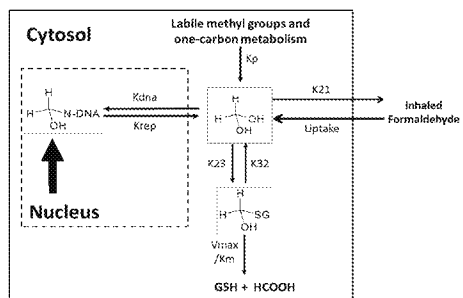 Cytosol
Labile methyl groups and
one-carbon metabolism
Kp
H
H
N-DNA
OH
Kdna
Krep
H
H
OH
OH
K21
Uptake
Inhaled
Formaldehyde
K23
K32
Nucleus
H
H
SG
OH
Vmax
/Km
GSH + HCOOH